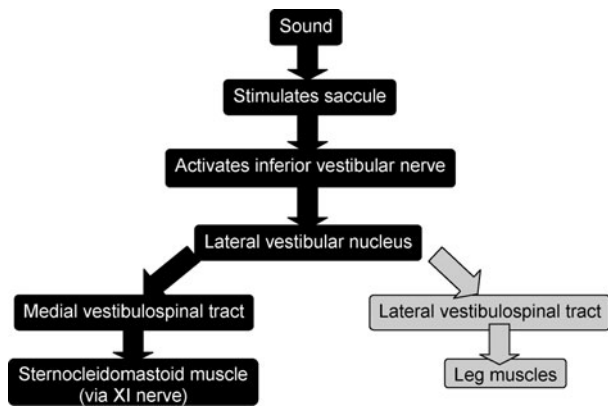 Sound
Stimulates saccule
Activates inferior vestibular nerve
Lateral vestibular nucleus
Medial vestibulospinal tract
Lateral vestibulospinal tract
Sternocleidomastoid muscle
(via XI nerve)
Leg muscles